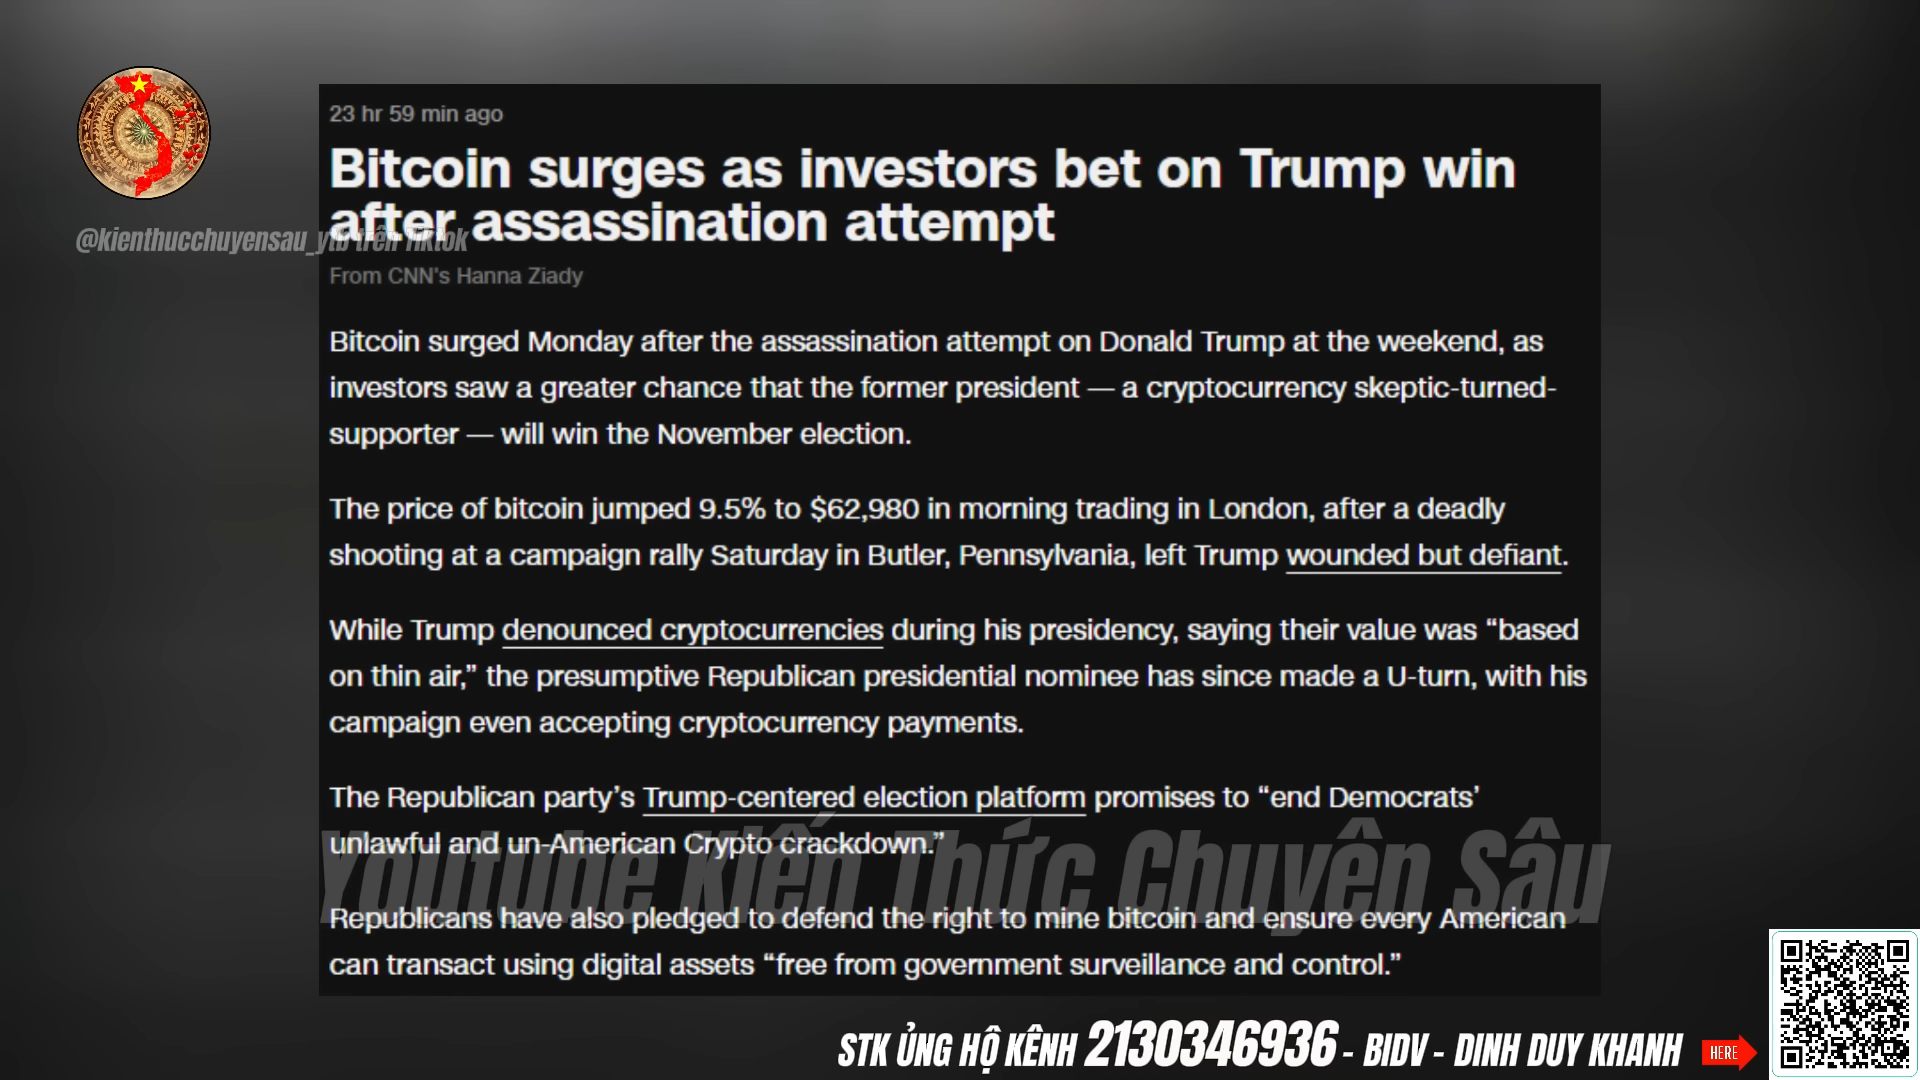 23 hr 59 min ago
Bitcoin surges as investors bet on Trump win
after assassination attempt
@kienthucchuyensau_ytb trên Tiktok
From CNN's Hanna Ziady
Bitcoin surged Monday after the assassination attempt on Donald Trump at the weekend, as
investors saw a greater chance that the former president — a cryptocurrency skeptic-turned-
supporter — will win the November election.
The price of bitcoin jumped 9.5% to $62,980 in morning trading in London, after a deadly
shooting at a campaign rally Saturday in Butler, Pennsylvania, left Trump wounded but defiant.
While Trump denounced cryptocurrencies during his presidency, saying their value was “based
on thin air,” the presumptive Republican presidential nominee has since made a U-turn, with his
campaign even accepting cryptocurrency payments.
The Republican party’s Trump-centered election platform promises to “end Democrats’
unlawful and un-American Crypto crackdown.”
Youtube Kiến Thức Chuyên Sâu
Republicans have also pledged to defend the right to mine bitcoin and ensure every American
can transact using digital assets “free from government surveillance and control.”
STK ỦNG HỘ KÊNH 2130346936 - BIDV - DINH DUY KHANH
HERE